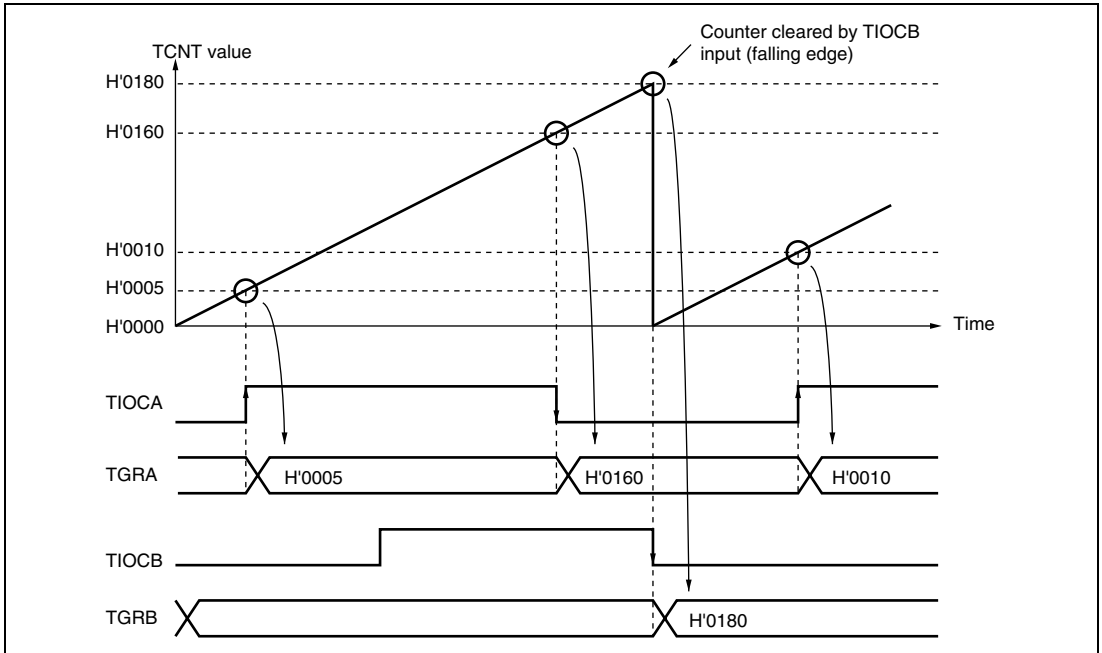 Counter cleared by TIOCB
input (falling edge)
TCNT value
H'0180
H'0160
H'0010
H'0005
H'0000
Time
TIOCA
TGRA
H'0005
H'0160
H'0010
TIOCB
TGRB
H'0180